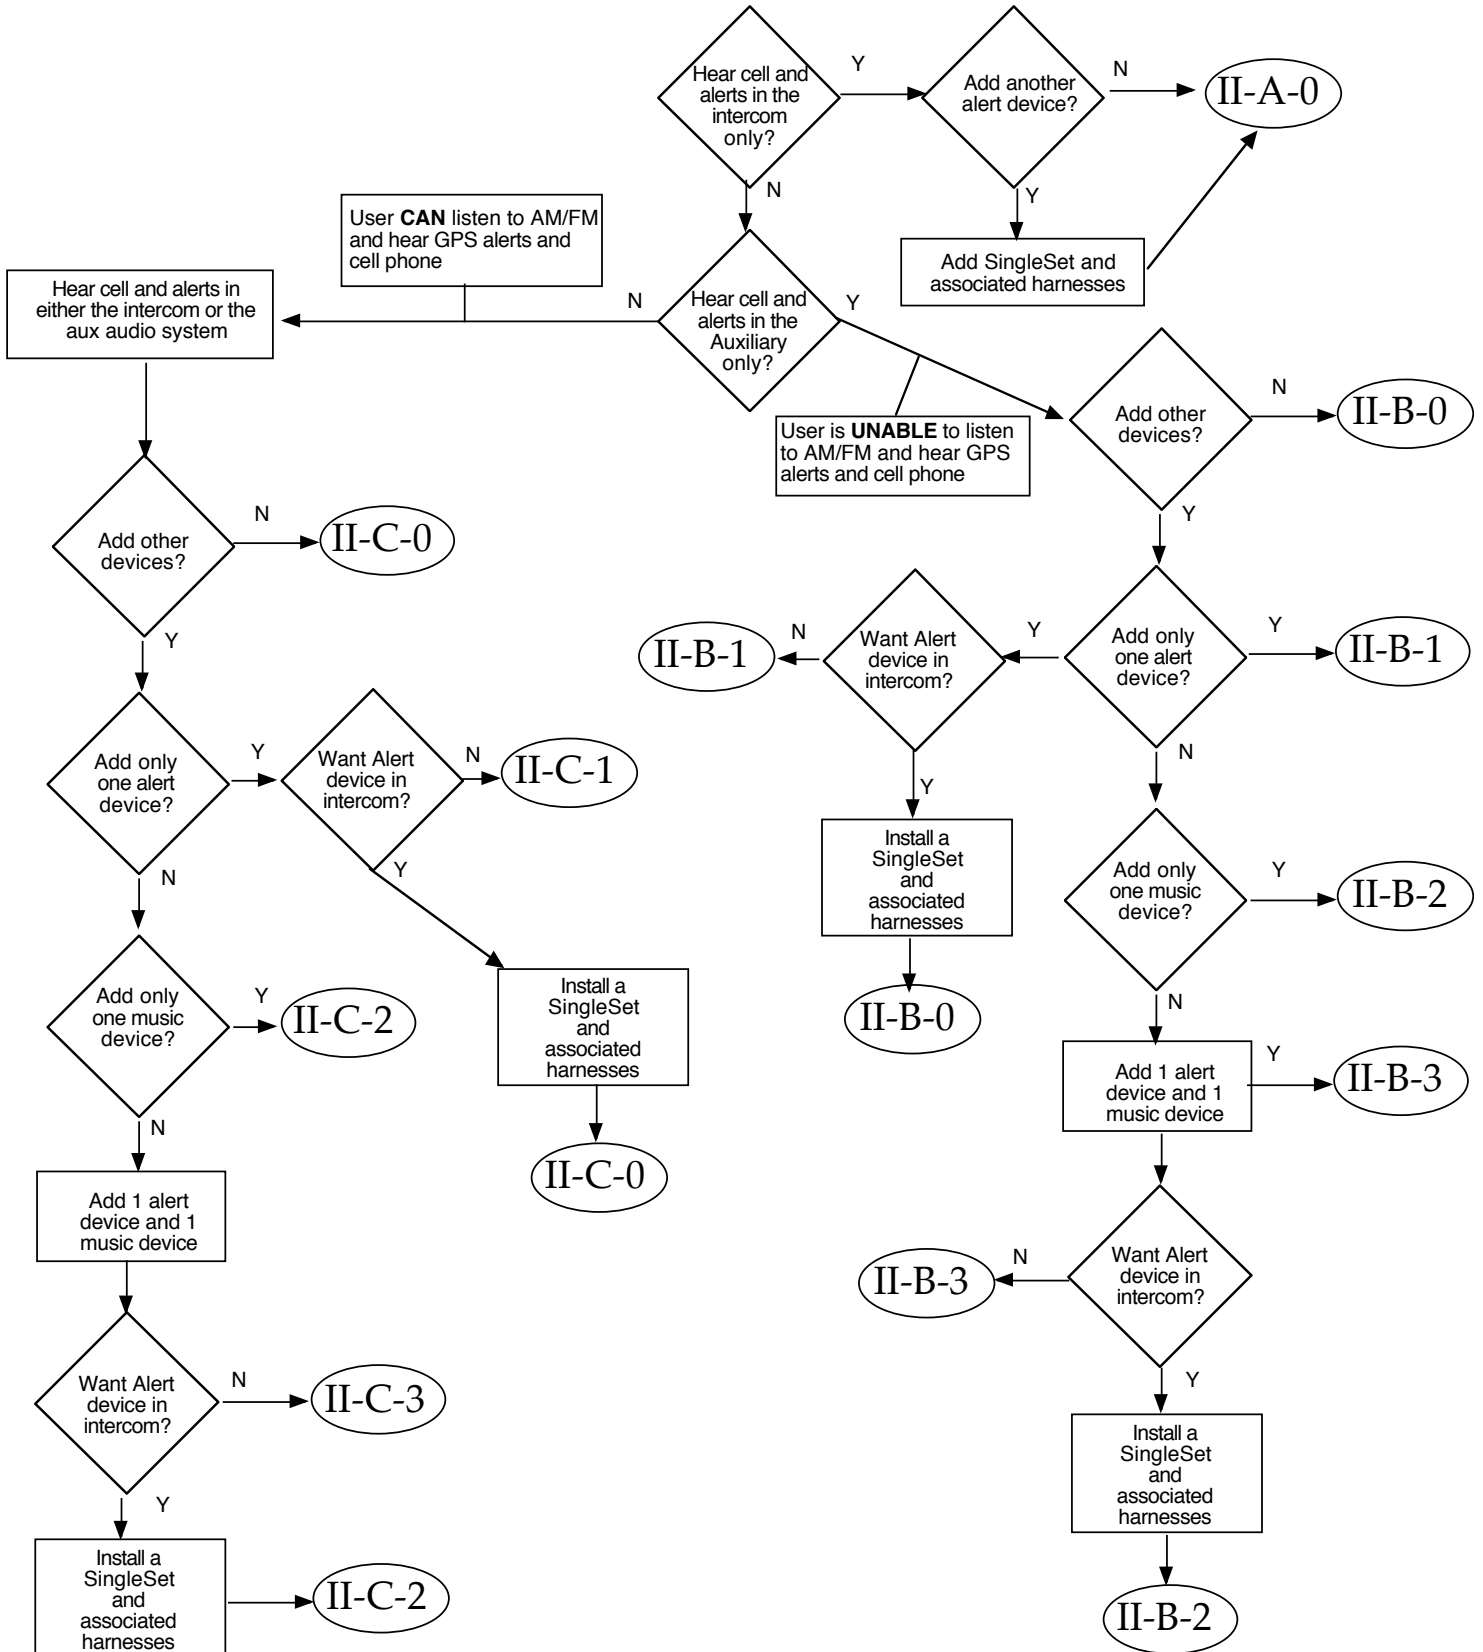 Hear cell and
alerts in the
intercom
only?
Y
Add another
alert device?
N
II-A-0
N
Y
Add SingleSet and
associated harnesses
User CAN listen to AM/FM
and hear GPS alerts and
cell phone
Hear cell and alerts in
either the intercom or the
aux audio system
N
Hear cell and
alerts in the
Auxiliary
only?
Y
User is UNABLE to listen
to AM/FM and hear GPS
alerts and cell phone
Add other
devices?
N
II-B-0
Y
Add other
devices?
N
II-C-0
Y
II-B-1
N
Want Alert
device in
intercom?
Y
Add only
one alert
device?
Y
II-B-1
Y
N
Install a
SingleSet
and
associated
harnesses
II-B-0
Add only
one alert
device?
Y
Want Alert
device in
intercom?
N
II-C-1
N
Y
Add only
one music
device?
Y
II-B-2
N
Add only
one music
device?
Y
II-C-2
Install a
SingleSet
and
associated
harnesses
II-C-0
N
Add 1 alert
device and 1
music device
Y
II-B-3
Add 1 alert
device and 1
music device
II-B-3
N
Want Alert
device in
intercom?
Y
Want Alert
device in
intercom?
N
II-C-3
Y
Install a
SingleSet
and
associated
harnesses
II-B-2
Install a
SingleSet
and
associated
harnesses
II-C-2